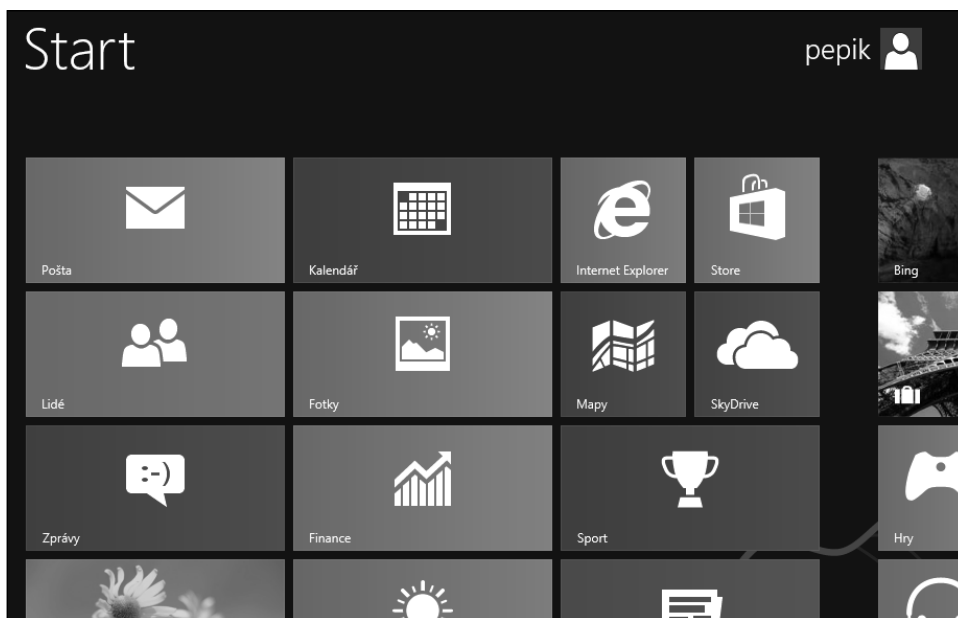 Start
pepik
Pošta
Kalendář
Internet Explorer
Store
Bing
Lidé
Fotky
Mapy
SkyDrive
Zprávy
:-)
Finance
Sport
Hry